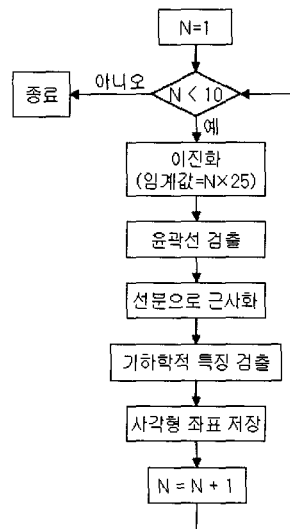 N=1
아니오
종료
N < 10
예
이진화
(임계값=N×25)
윤곽선 검출
선분으로 근사화
기하학적 특징 검출
사각형 좌표 저장
N = N + 1